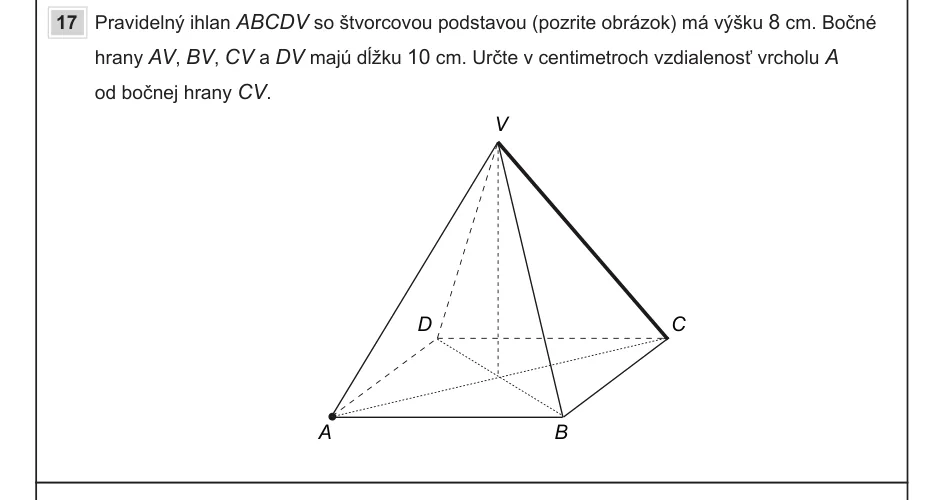 17 Pravidelný ihlan ABCDV so štvorcovou podstavou (pozrite obrázok) má výšku 8 cm. Bočné
hrany AV, BV, CV a DV majú dĺžku 10 cm. Určte v centimetroch vzdialenosť vrcholu A
od bočnej hrany CV.
V
D
C
A
B